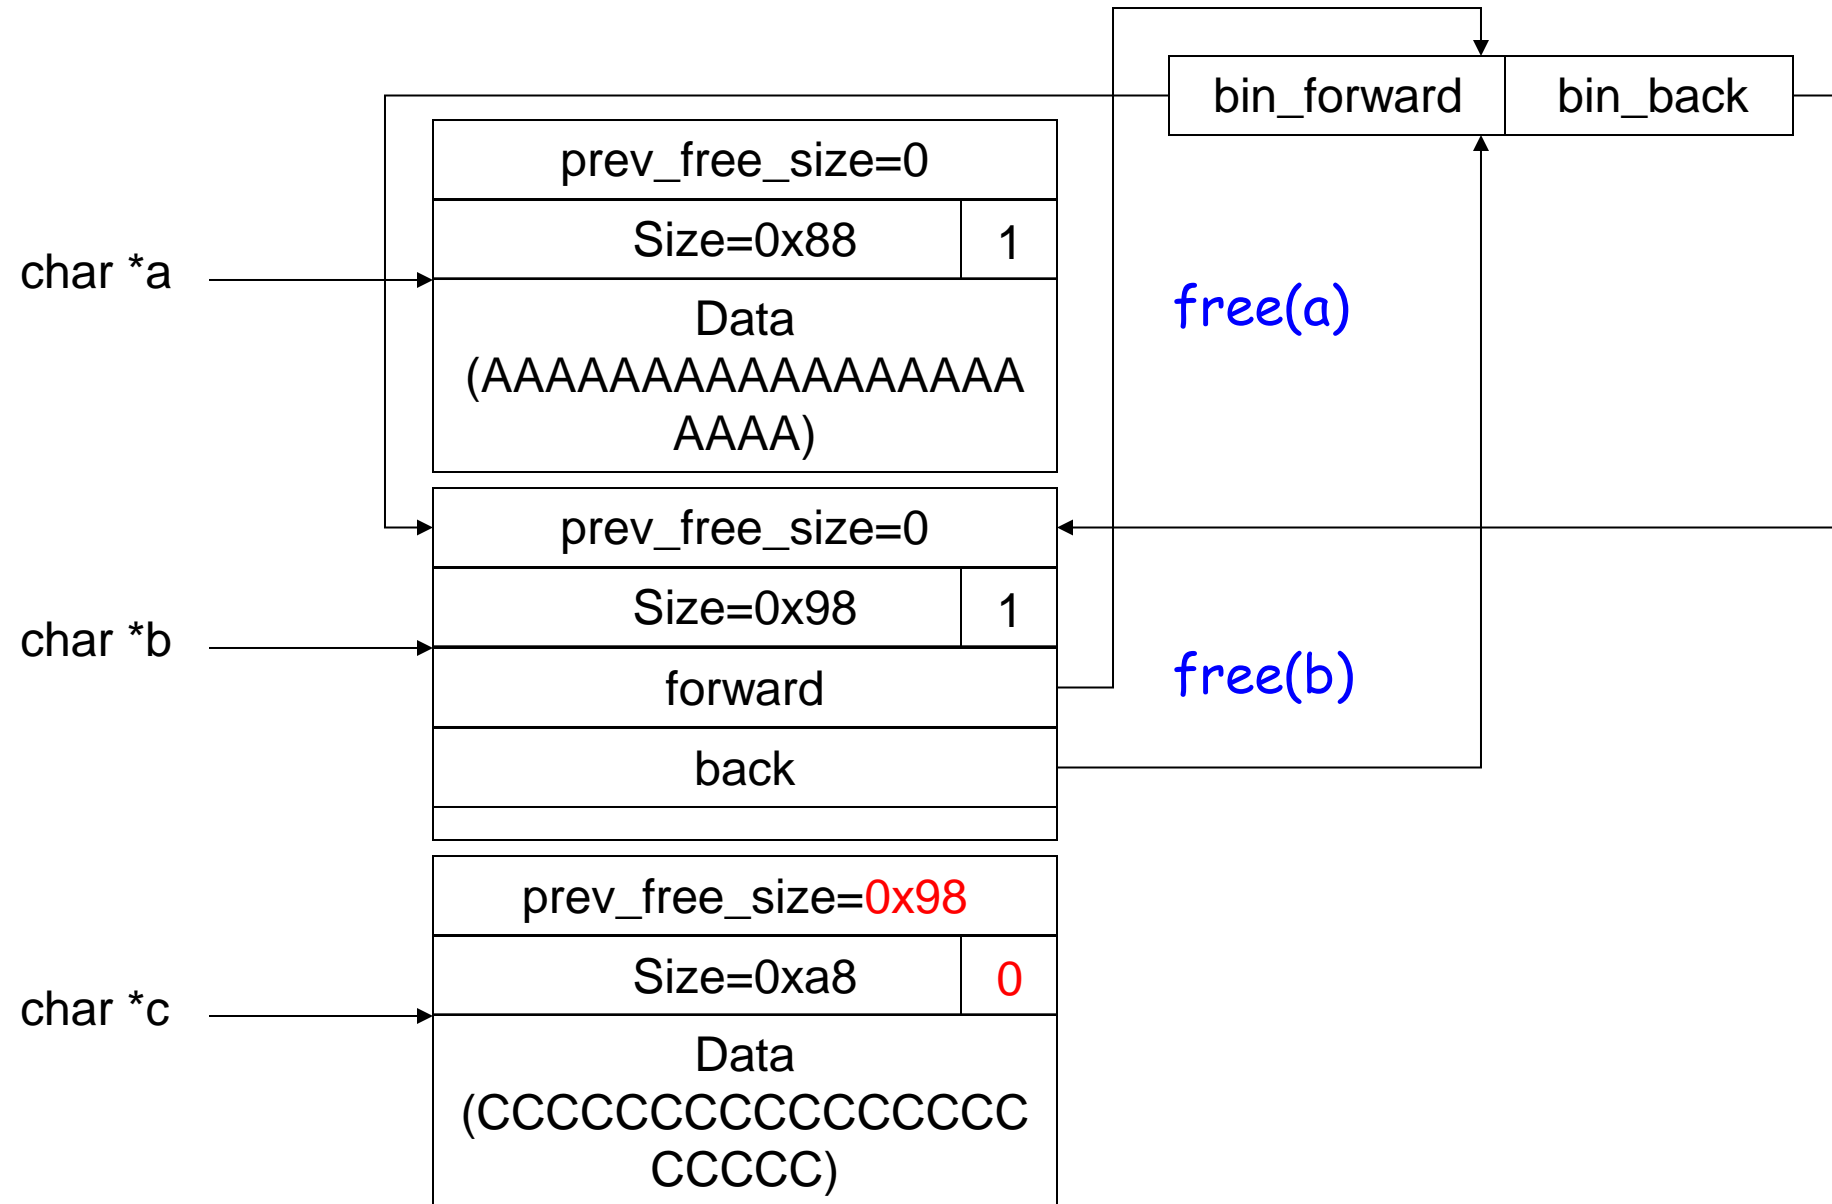 bin_forward bin_back
prev_free_size=0
Size=0x88 1
char *a
Data
free(a)
(AAAAAAAAAAAAAAAAA
AAAA)
prev_free_size=0
Size=0x98 1
char *b
forward
free(b)
back
prev_free_size=0x98
Size=0xa8 0
char *c
Data
(CCCCCCCCCCCCCCCC
CCCCC)